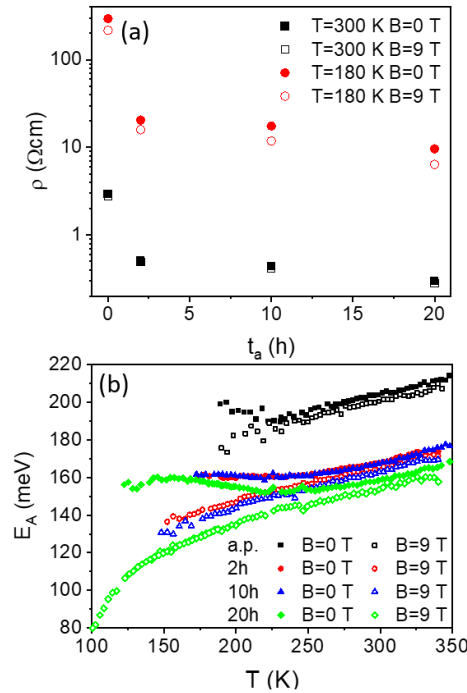 (a)
T=300 K B=0 T
T=300 K B=9 T
T=180 K B=0 T
T=180 K B=9 T
100
10
1
ρ (Ωcm)
0 5 10 15 20
tₐ (h)
(b)
220
200
180
160
140
120
100
80
E_A (meV)
a.p. B=0 T B=9 T
2h B=0 T B=9 T
10h B=0 T B=9 T
20h B=0 T B=9 T
100 150 200 250 300 350
T (K)